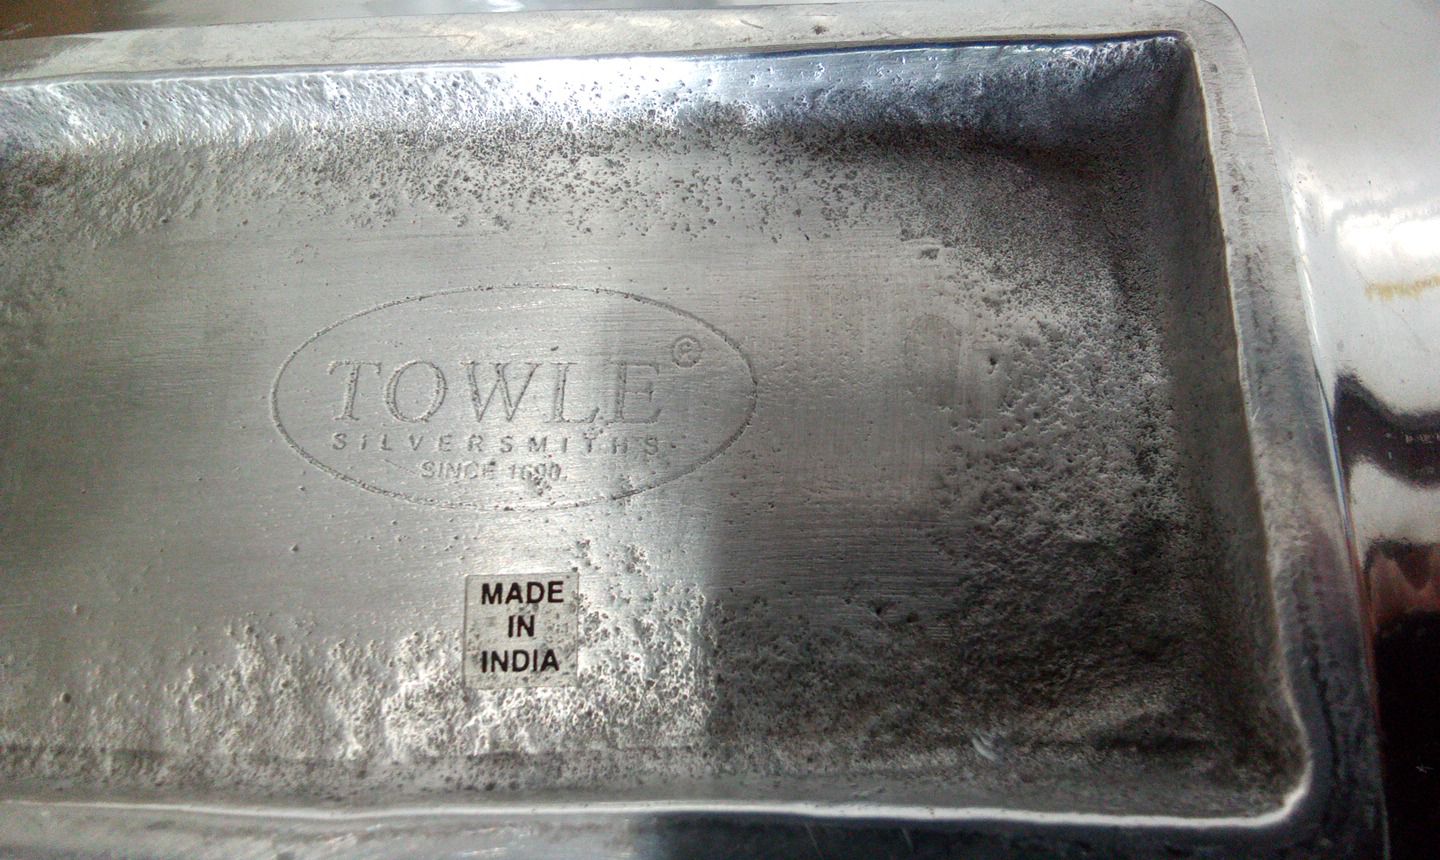 TOWLE®
SiLVERSMiTHS
SINCE 1690
MADE
IN
INDIA